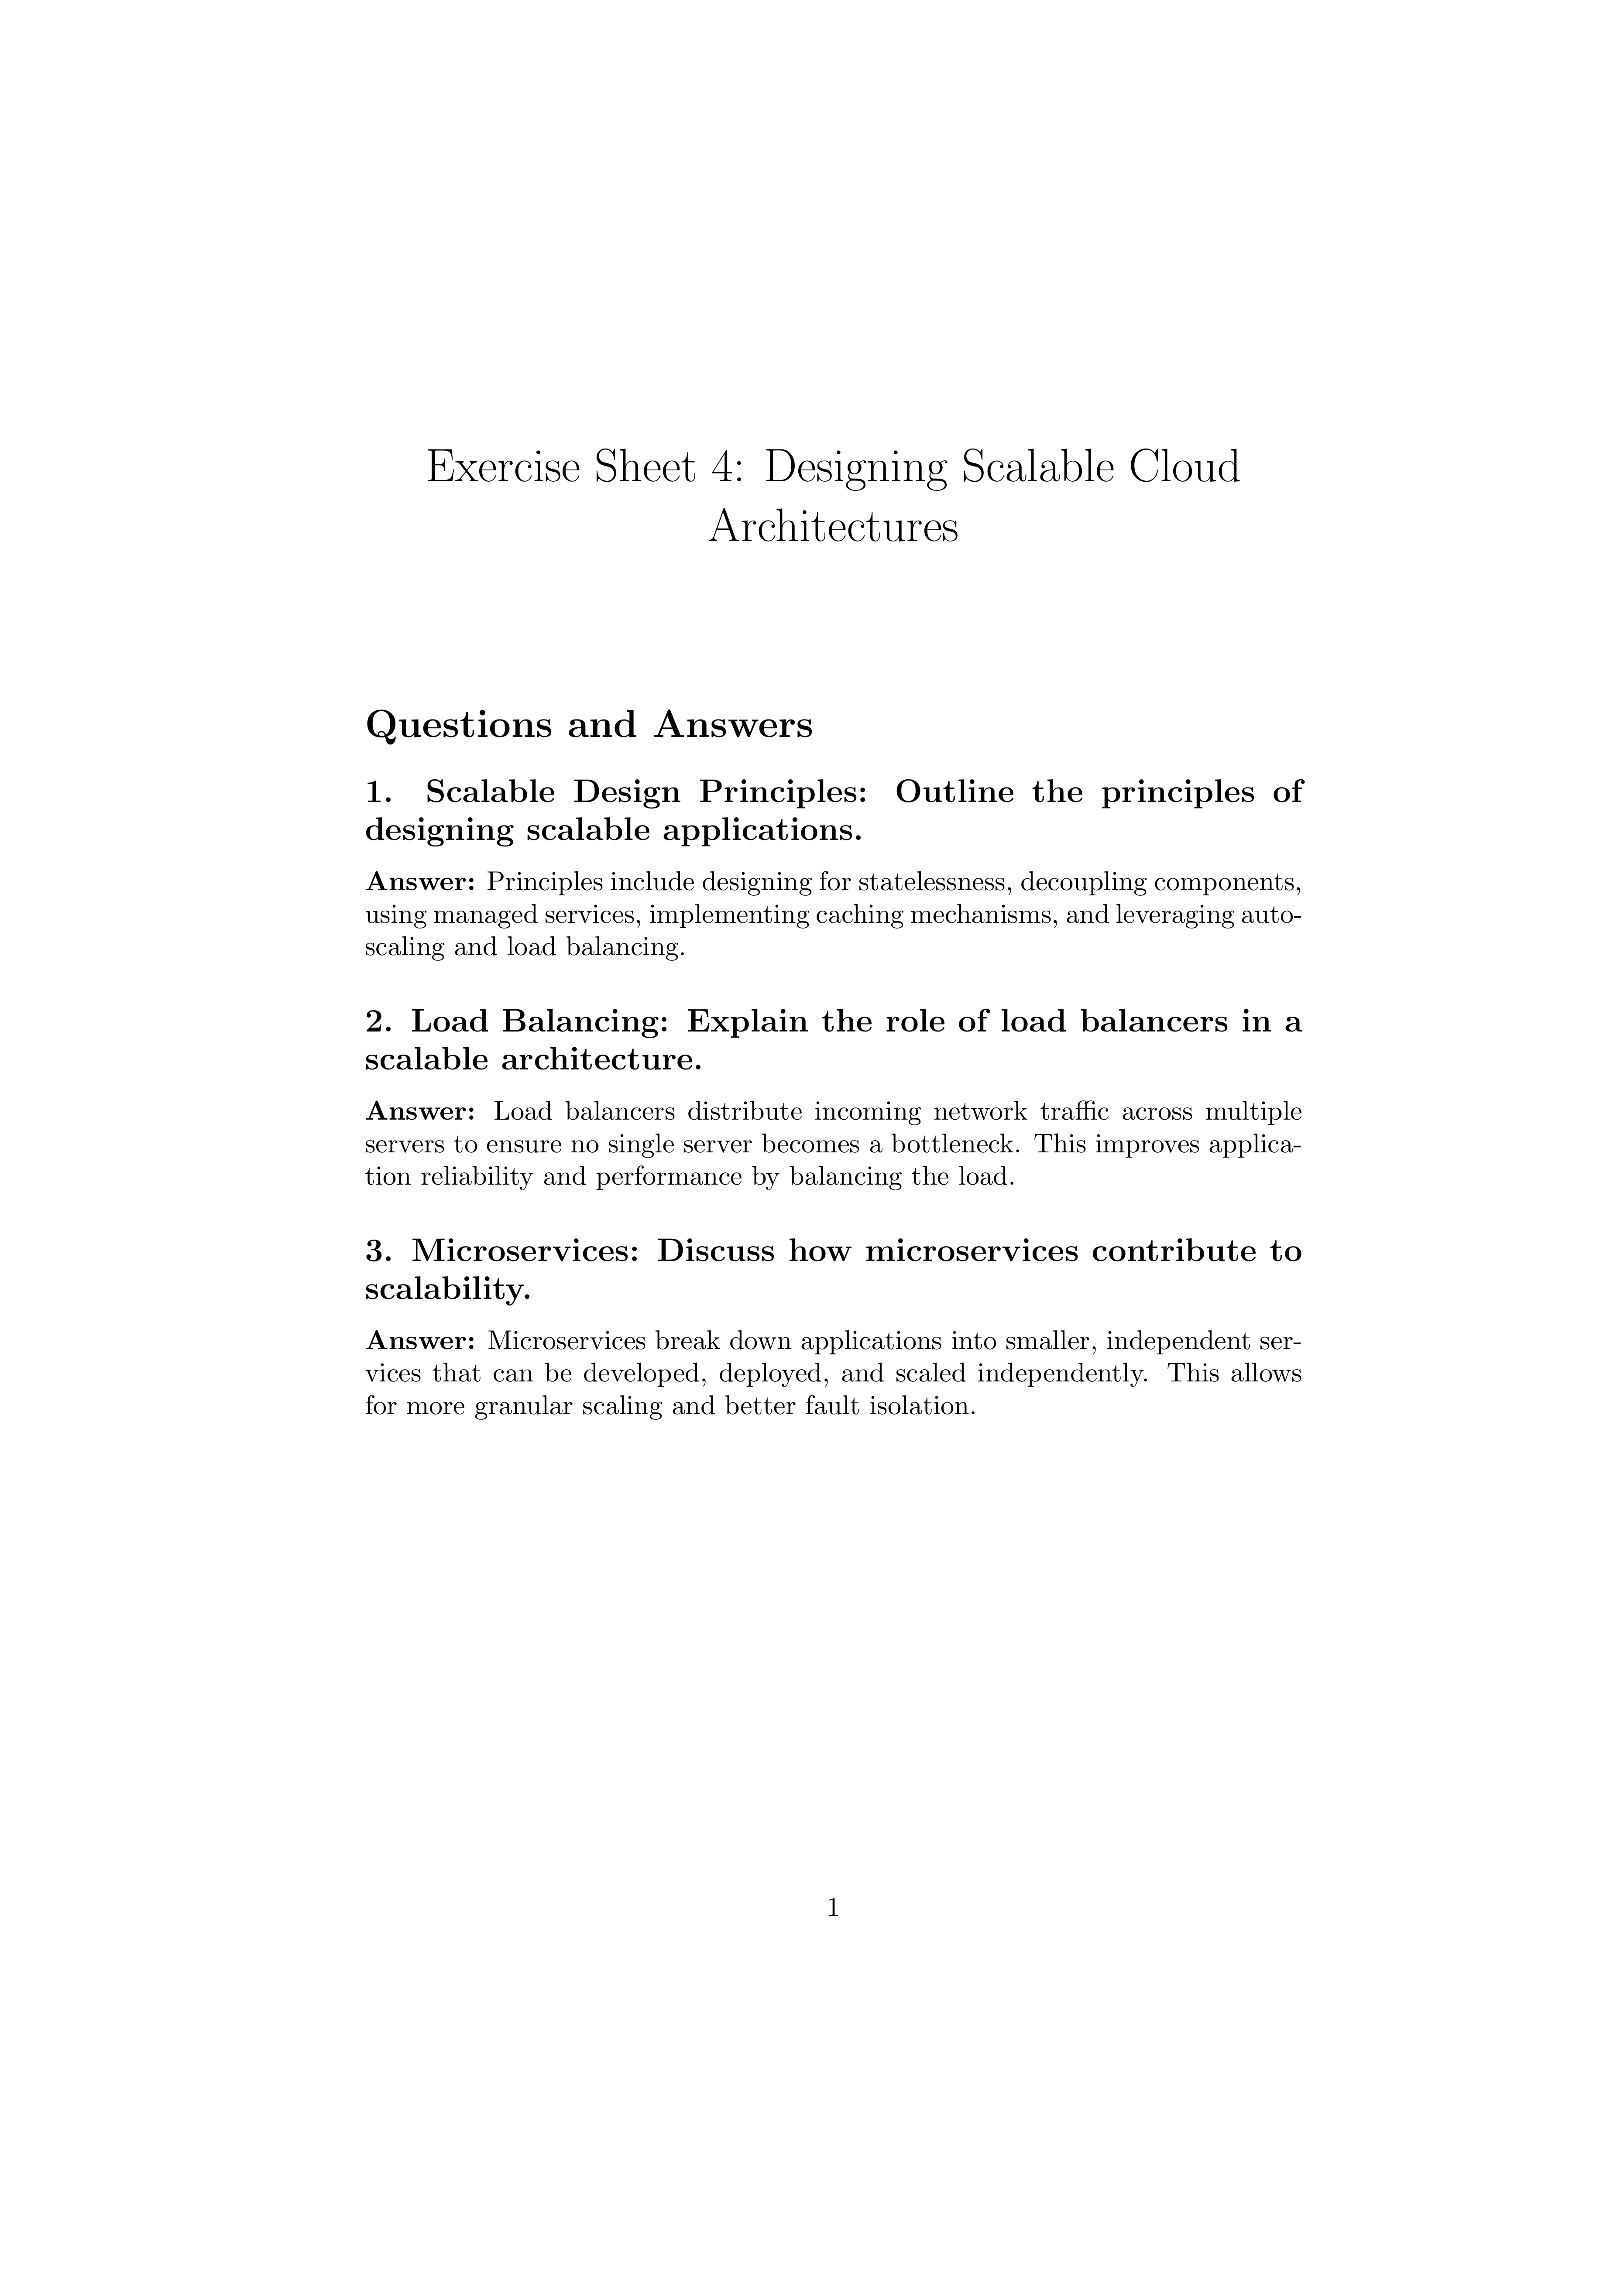 Exercise Sheet 4: Designing Scalable Cloud
Architectures
Questions and Answers
1. Scalable Design Principles: Outline the principles of
designing scalable applications.
Answer: Principles include designing for statelessness, decoupling components,
using managed services, implementing caching mechanisms, and leveraging auto-
scaling and load balancing.
2. Load Balancing: Explain the role of load balancers in a
scalable architecture.
Answer: Load balancers distribute incoming network traffic across multiple
servers to ensure no single server becomes a bottleneck. This improves applica-
tion reliability and performance by balancing the load.
3. Microservices: Discuss how microservices contribute to
scalability.
Answer: Microservices break down applications into smaller, independent ser-
vices that can be developed, deployed, and scaled independently. This allows
for more granular scaling and better fault isolation.
1